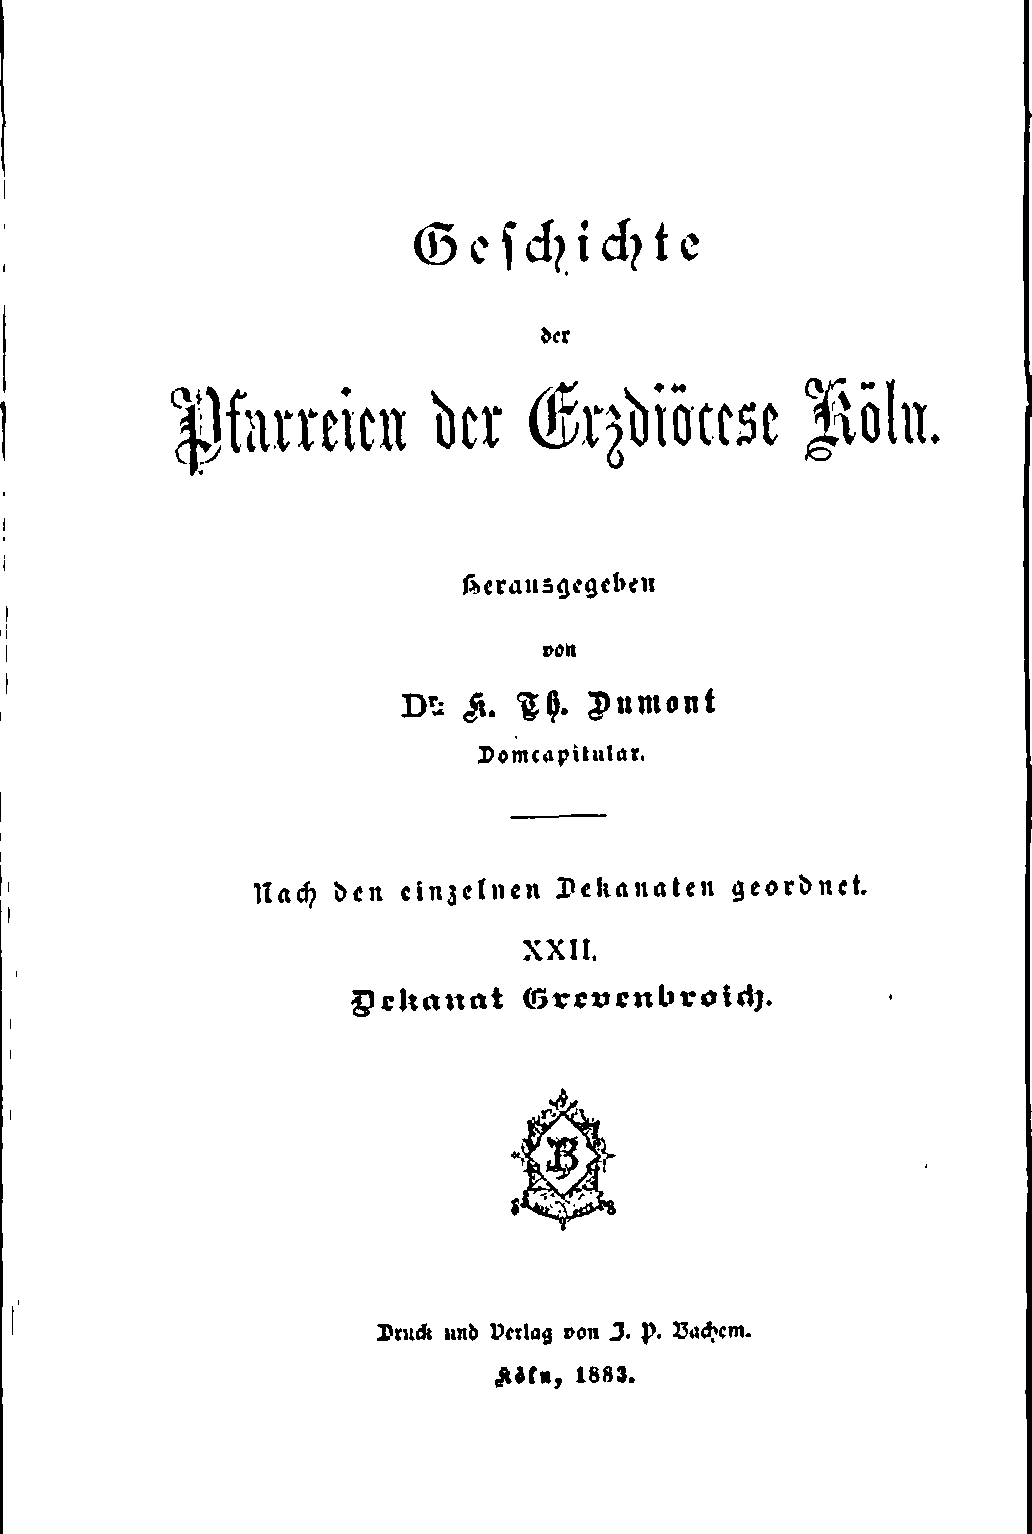 Geschichte
der
Pfarreien der Erzdiöcese Köln.
Herausgegeben
von
Dr. K. Th. Dumont
Domcapitular.
Nach den einzelnen Dekanaten geordnet.
XXII.
Dekanat Grevenbroich.
B
Druck und Verlag von J. P. Bachem.
Köln, 1883.